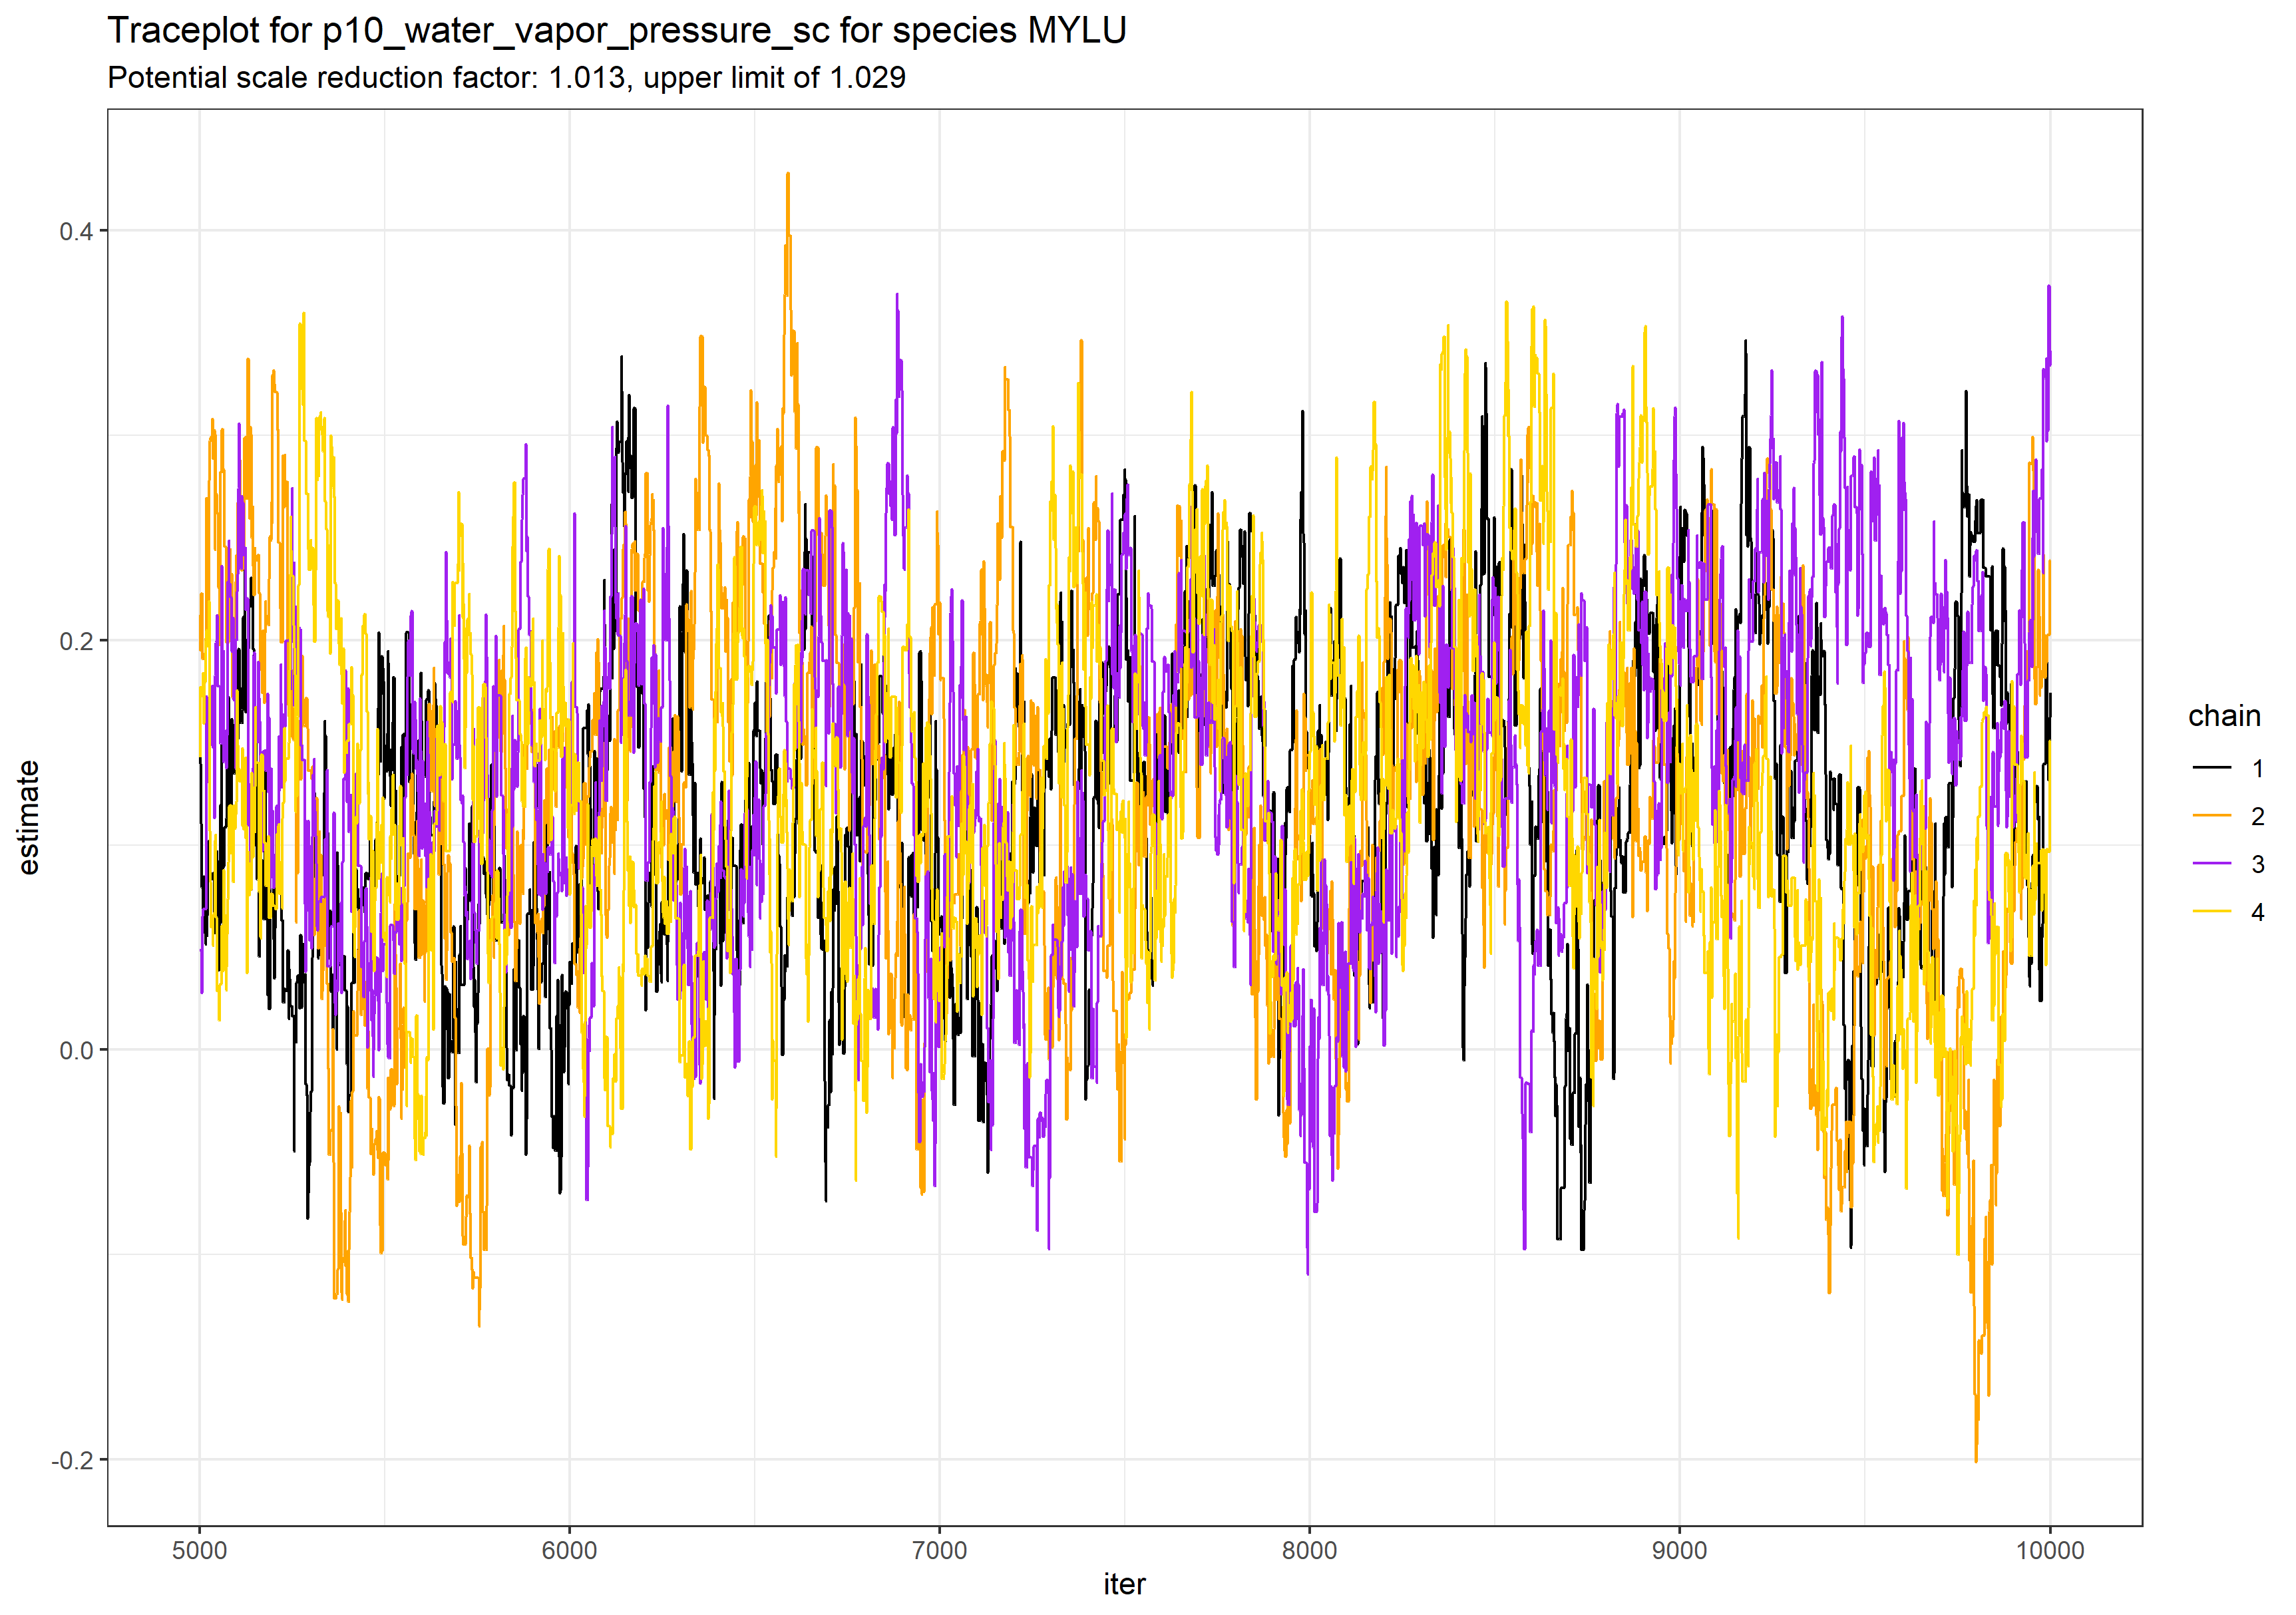 Traceplot for p10_water_vapor_pressure_sc for species MYLU
Potential scale reduction factor: 1.013, upper limit of 1.029
0.4
0.2
0.0
-0.2
estimate
5000 6000 7000 8000 9000 10000
iter
chain
1
2
3
4